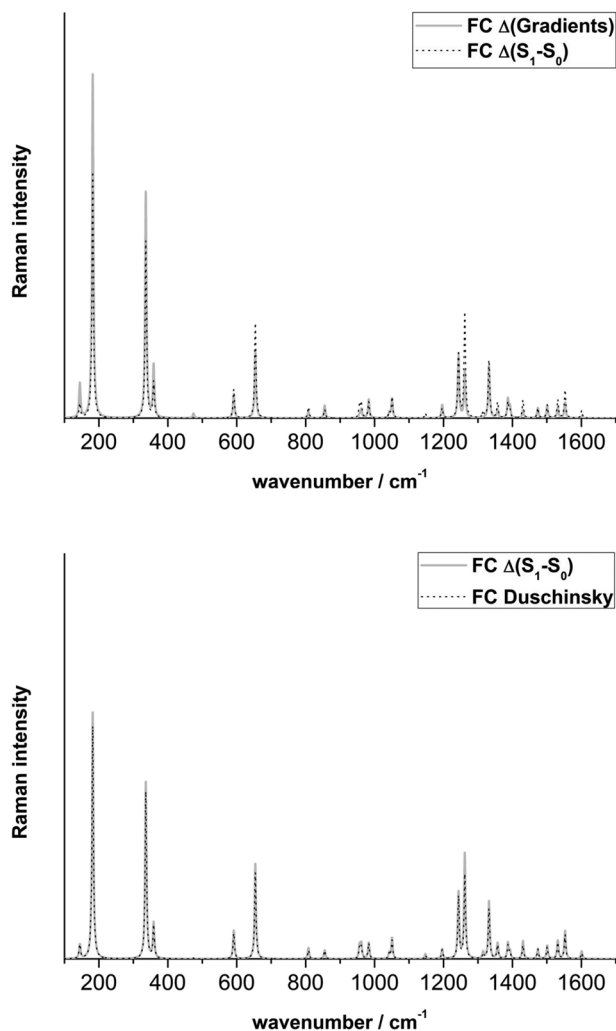 FC Δ(Gradients)
FC Δ(S₁-S₀)
Raman intensity
200 400 600 800 1000 1200 1400 1600
wavenumber / cm⁻¹
FC Δ(S₁-S₀)
FC Duschinsky
Raman intensity
200 400 600 800 1000 1200 1400 1600
wavenumber / cm⁻¹